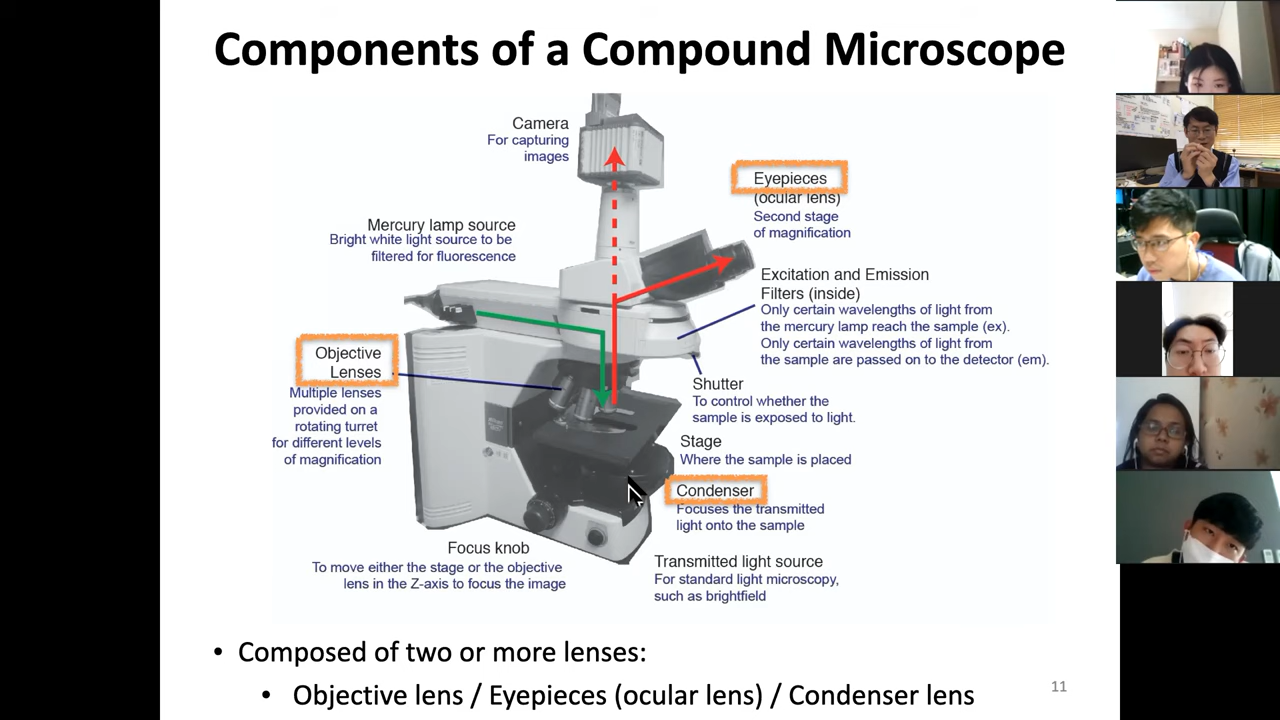 Components of a Compound Microscope
Camera
For capturing
images
Eyepieces
(ocular lens)
Second stage
of magnification
Mercury lamp source
Bright white light source to be
filtered for fluorescence
Excitation and Emission
Filters (inside)
Only certain wavelengths of light from
the mercury lamp reach the sample (ex).
Only certain wavelengths of light from
the sample are passed on to the detector (em).
Objective
Lenses
Multiple lenses
provided on a
rotating turret
for different levels
of magnification
Shutter
To control whether the
sample is exposed to light.
Stage
Where the sample is placed
Condenser
Focuses the transmitted
light onto the sample
Focus knob
To move either the stage or the objective
lens in the Z-axis to focus the image
Transmitted light source
For standard light microscopy,
such as brightfield
• Composed of two or more lenses:
• Objective lens / Eyepieces (ocular lens) / Condenser lens
11